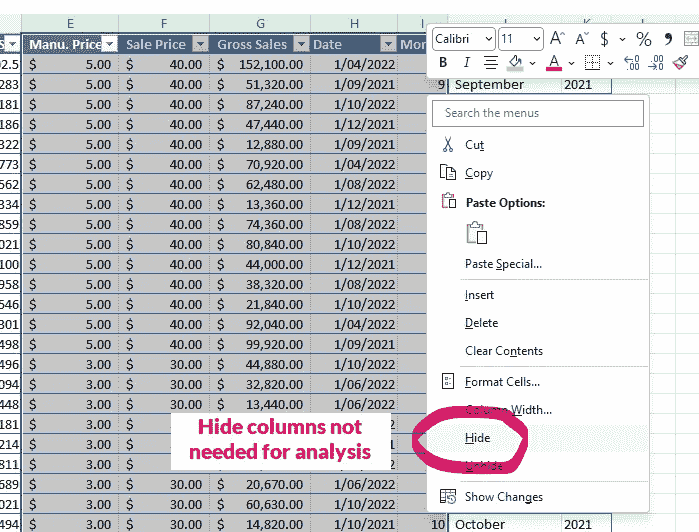 E F G H
Calibri 11 A A $ % 9
B I A
S Manu. Price Sale Price Gross Sales Date Mon
02.5 $ 5.00 $ 40.00 $ 152,100.00 1/04/2022
283 $ 5.00 $ 40.00 $ 51,320.00 1/09/2021 9 September 2021
181 $ 5.00 $ 40.00 $ 87,240.00 1/10/2022
186 $ 5.00 $ 40.00 $ 47,440.00 1/12/2021
322 $ 5.00 $ 40.00 $ 12,880.00 1/09/2021
773 $ 5.00 $ 40.00 $ 70,920.00 1/04/2022
562 $ 5.00 $ 40.00 $ 62,480.00 1/08/2022
334 $ 5.00 $ 40.00 $ 13,360.00 1/12/2021
859 $ 5.00 $ 40.00 $ 74,360.00 1/08/2022
021 $ 5.00 $ 40.00 $ 80,840.00 1/10/2022
100 $ 5.00 $ 40.00 $ 44,000.00 1/12/2021
958 $ 5.00 $ 40.00 $ 38,320.00 1/08/2022
546 $ 5.00 $ 40.00 $ 21,840.00 1/10/2022
301 $ 5.00 $ 40.00 $ 92,040.00 1/04/2022
498 $ 5.00 $ 40.00 $ 99,920.00 1/09/2021
496 $ 3.00 $ 30.00 $ 44,880.00 1/10/2022
094 $ 3.00 $ 30.00 $ 32,820.00 1/06/2022
448 $ 3.00 $ 30.00 $ 13,440.00 1/06/2022
181 $ 3.00
214 $ 3.00
811 $ 3.00
689 $ 3.00 $ 30.00 $ 20,670.00 1/06/2022
021 $ 3.00 $ 30.00 $ 60,630.00 1/10/2022
494 $ 3.00 $ 30.00 $ 14,820.00 1/10/2021 10 October 2021
Hide columns not
needed for analysis
Search the menus
Cut
Copy
Paste Options:
Paste Special...
Insert
Delete
Clear Contents
Format Cells...
Column Width...
Hide
Unhide
Show Changes